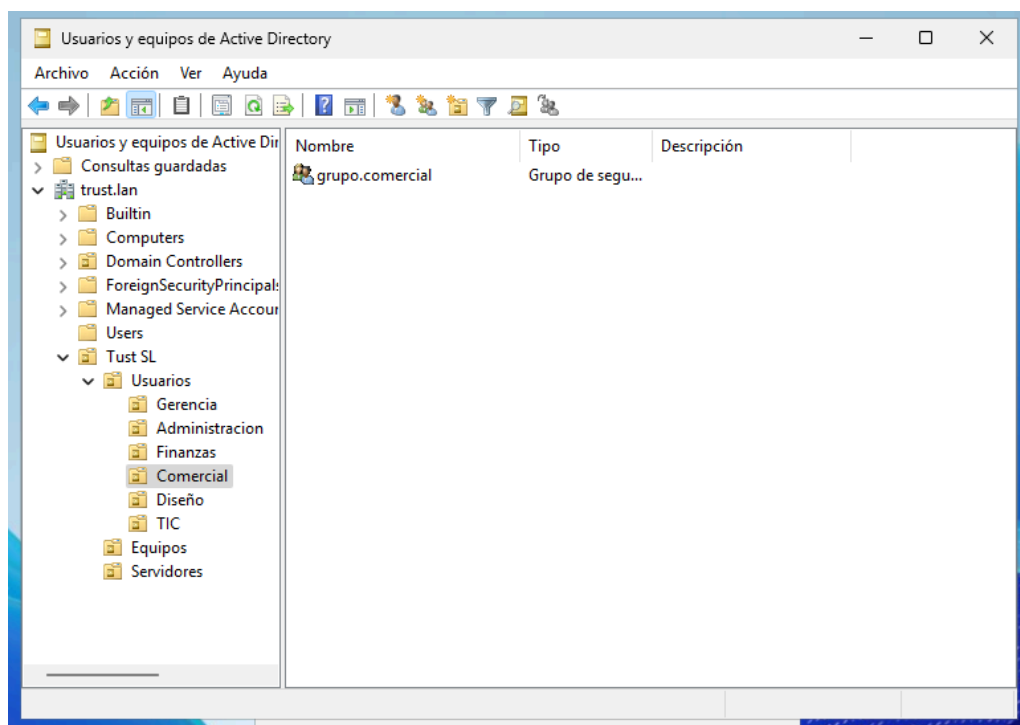 Usuarios y equipos de Active Directory
Archivo Acción Ver Ayuda
Usuarios y equipos de Active Dir
Consultas guardadas
trust.lan
Builtin
Computers
Domain Controllers
ForeignSecurityPrincipals
Managed Service Accour
Users
Tust SL
Usuarios
Gerencia
Administracion
Finanzas
Comercial
Diseño
TIC
Equipos
Servidores
Nombre Tipo Descripción
grupo.comercial Grupo de segu...